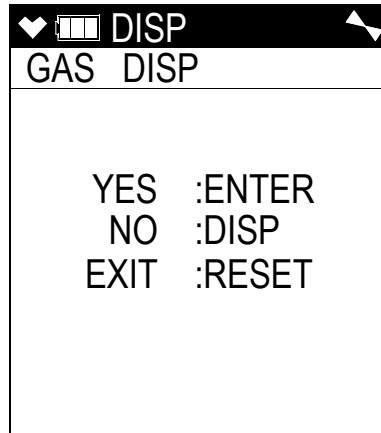 DISP
GAS DISP
YES :ENTER
NO :DISP
EXIT :RESET